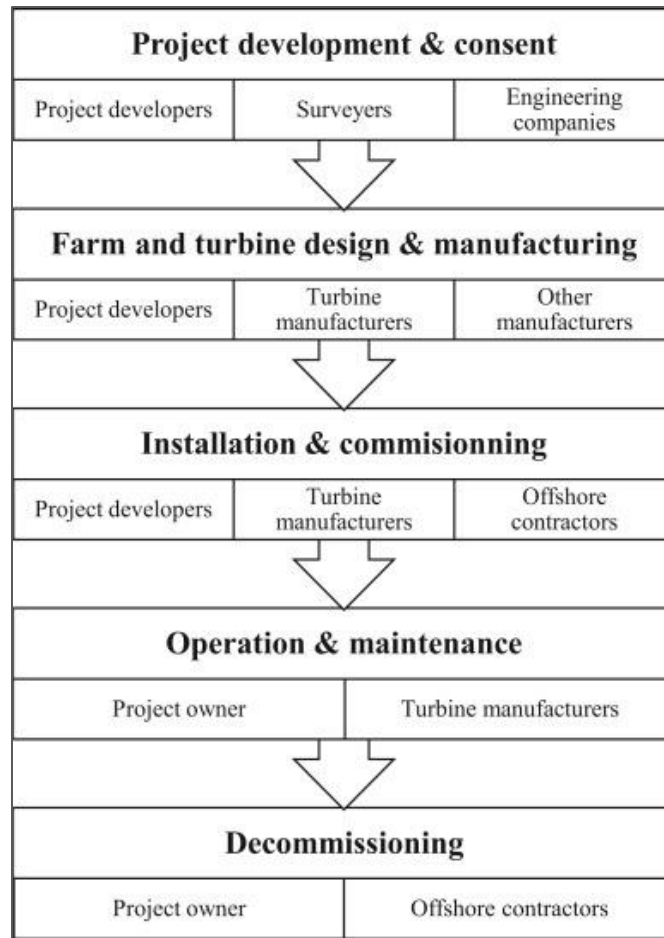 Project development & consent
Project developers
Surveyers
Engineering
companies
Farm and turbine design & manufacturing
Project developers
Turbine
manufacturers
Other
manufacturers
Installation & commisionning
Project developers
Turbine
manufacturers
Offshore
contractors
Operation & maintenance
Project owner
Turbine manufacturers
Decommissioning
Project owner
Offshore contractors